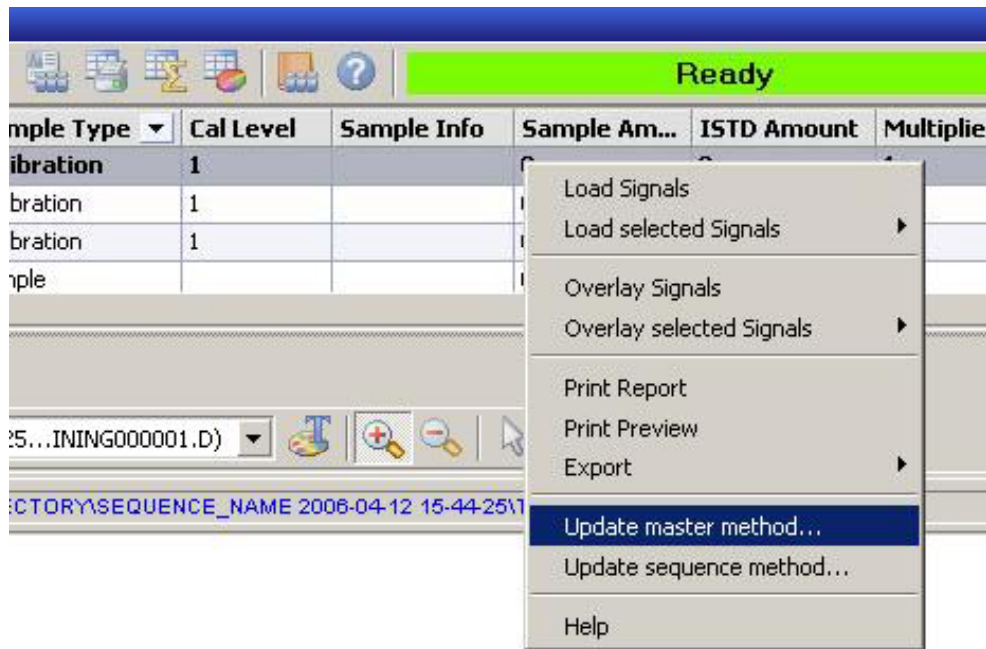 Ready
mple Type Cal Level Sample Info Sample Am... ISTD Amount Multiplie
ibration 1
bration 1
bration 1
nple
Load Signals
Load selected Signals
Overlay Signals
Overlay selected Signals
Print Report
Print Preview
Export
Update master method...
Update sequence method...
Help
25...INING000001.D)
ECTORY\SEQUENCE_NAME 2006-04-12 15-44-25\